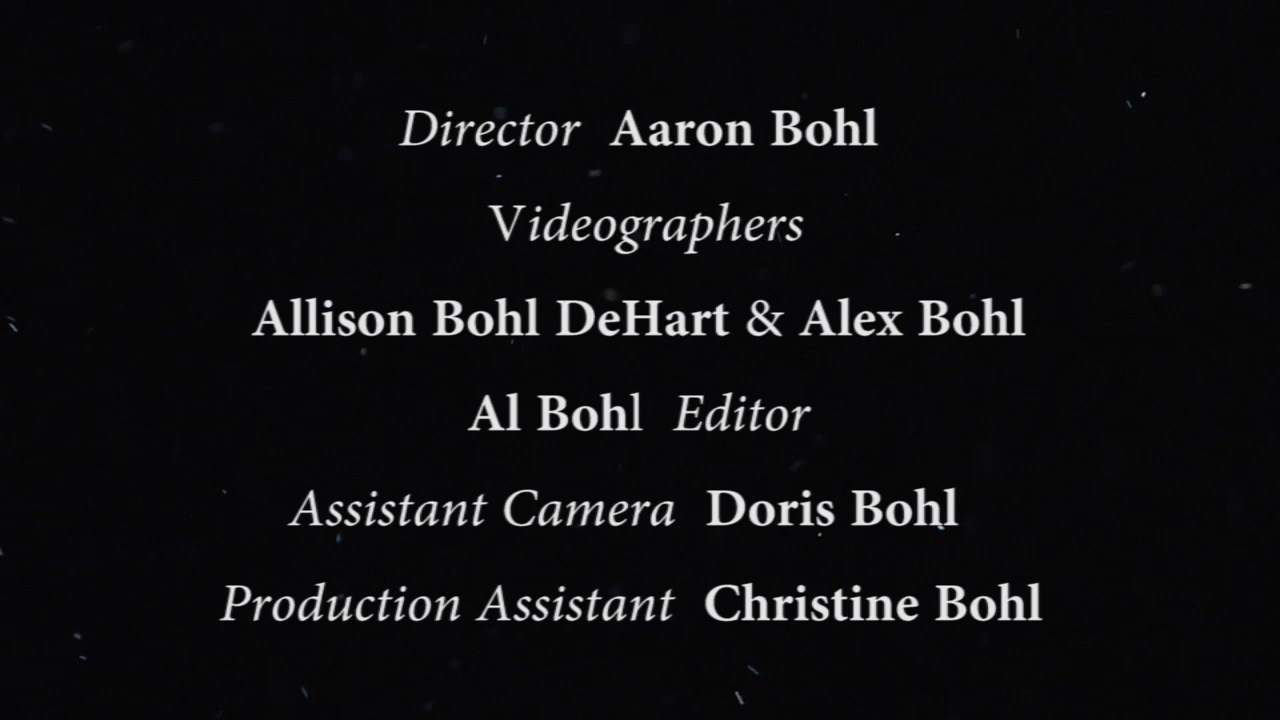 Director Aaron Bohl
Videographers
Allison Bohl DeHart & Alex Bohl
Al Bohl Editor
Assistant Camera Doris Bohl
Production Assistant Christine Bohl